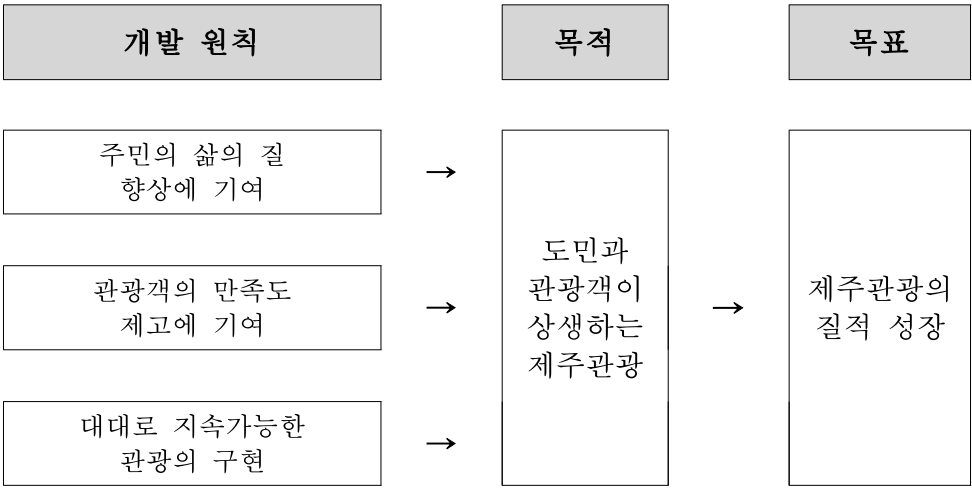 개발 원칙
목적
목표
주민의 삶의 질
향상에 기여
→
관광객의 만족도
제고에 기여
→
대대로 지속가능한
관광의 구현
→
도민과
관광객이
상생하는
제주관광
→
제주관광의
질적 성장